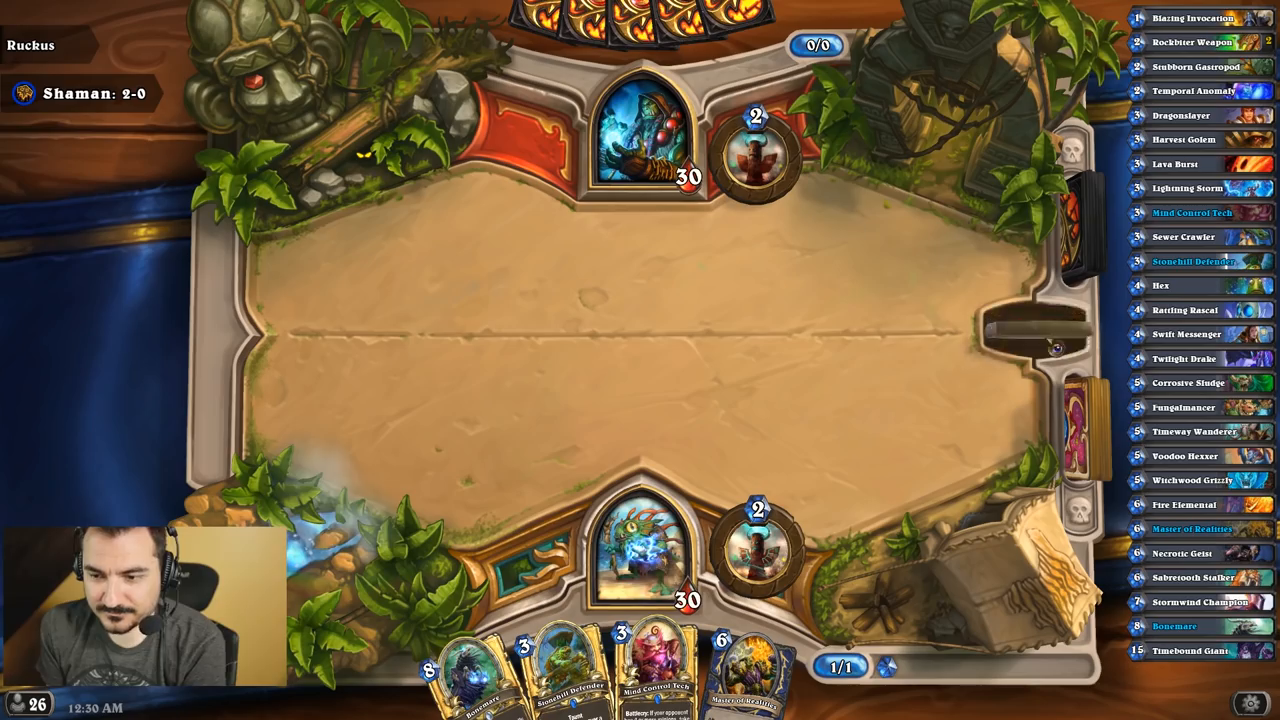 Ruckus
Shaman: 2-0
0/0
2
30
2
30
1/1
8
Bonemare
3
Stonehill Defender
Taunt
3
Mind Control Tech
Battlecry: If your opponent
6
Master of Realities
26
12:30 AM
1 Blazing Invocation
2 Rockbiter Weapon 2
2 Stubborn Gastropod
2 Temporal Anomaly
3 Dragonslayer
3 Harvest Golem
3 Lava Burst
3 Lightning Storm
3 Mind Control Tech
3 Sewer Crawler
3 Stonehill Defender
4 Hex
4 Rattling Rascal
4 Swift Messenger
4 Twilight Drake
5 Corrosive Sludge
5 Fungalmancer
5 Timeway Wanderer
5 Voodoo Hexxer
5 Witchwood Grizzly
6 Fire Elemental
6 Master of Realities
6 Necrotic Geist
6 Sabretooth Stalker
7 Stormwind Champion
8 Bonemare
15 Timebound Giant